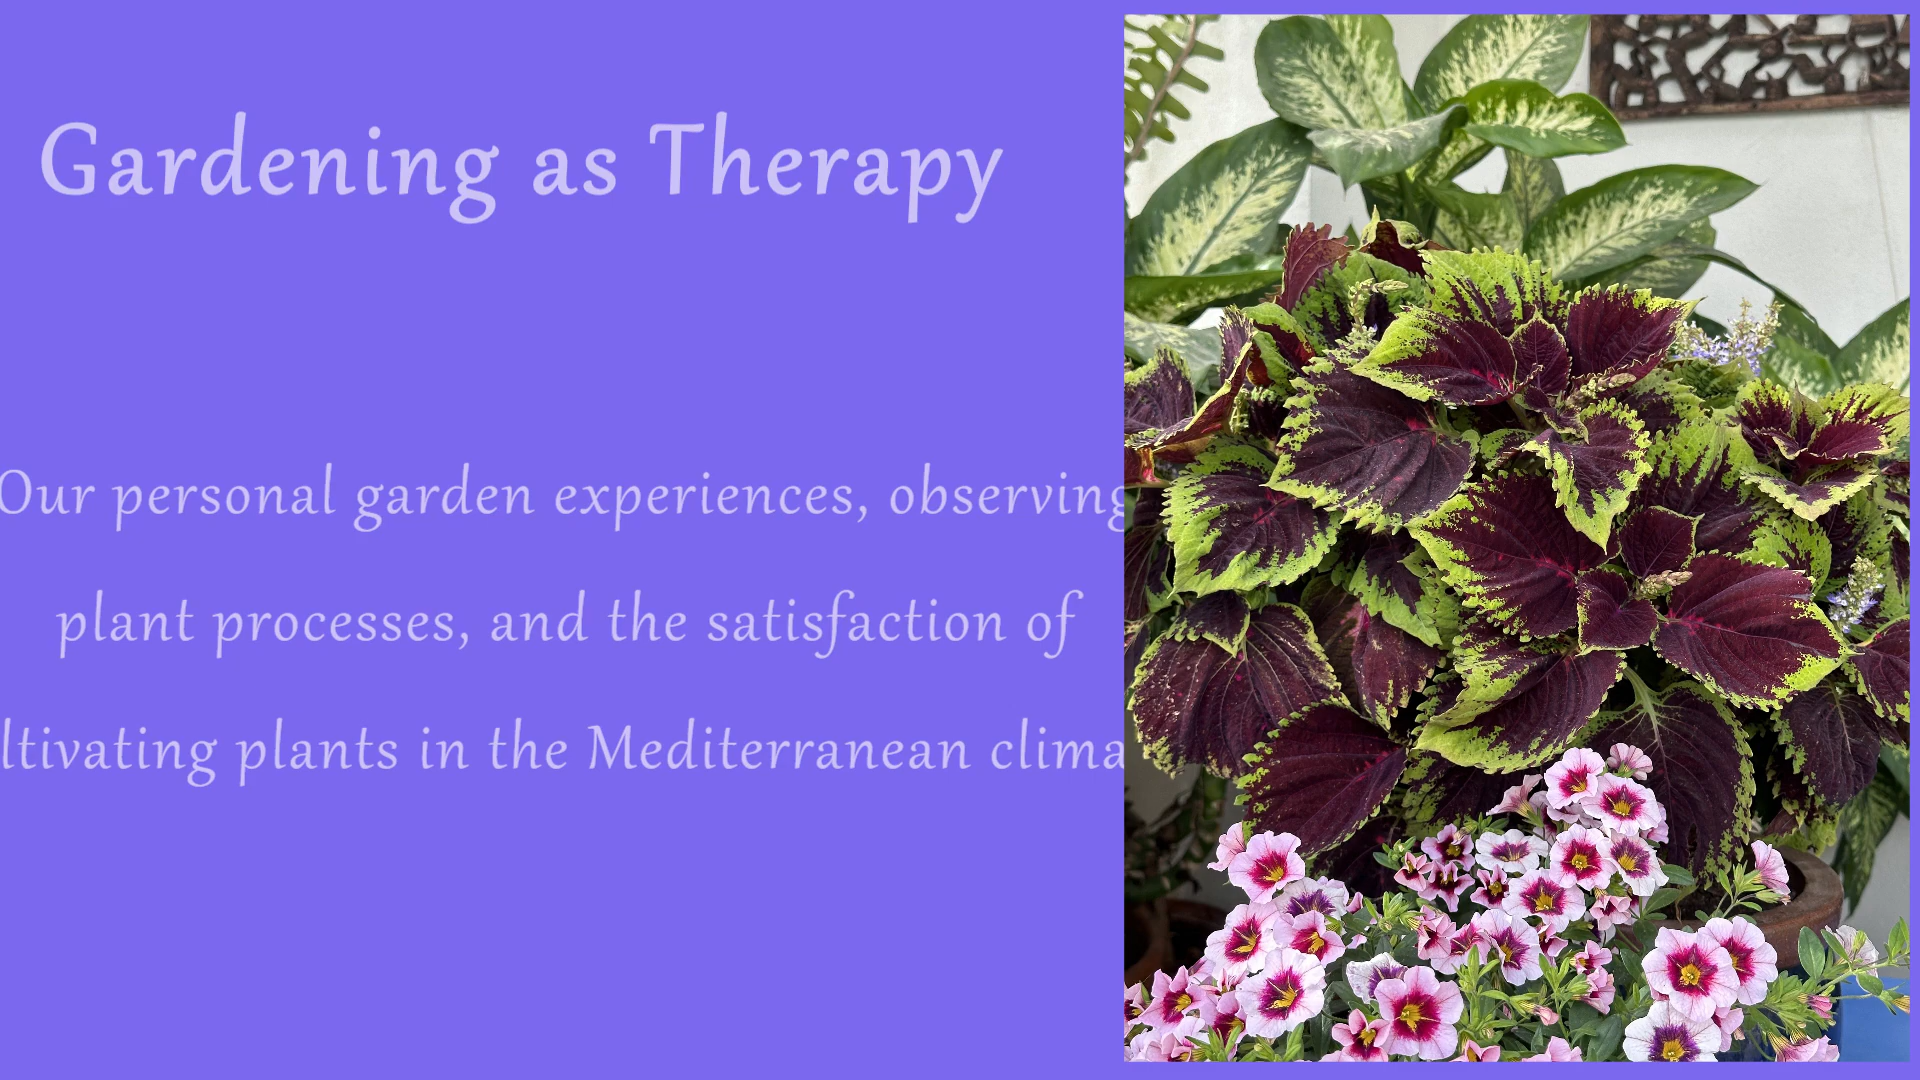 Gardening as Therapy
Our personal garden experiences, observing
plant processes, and the satisfaction of
ltivating plants in the Mediterranean clima